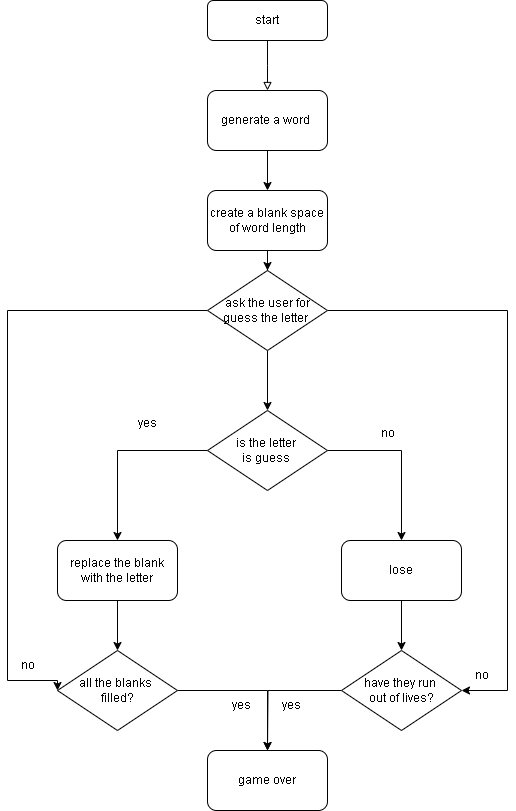 start
generate a word
create a blank space
of word length
ask the user for
guess the letter
yes
no
is the letter
is guess
replace the blank
with the letter
lose
no
all the blanks
filled?
have they run
out of lives?
no
yes
yes
game over